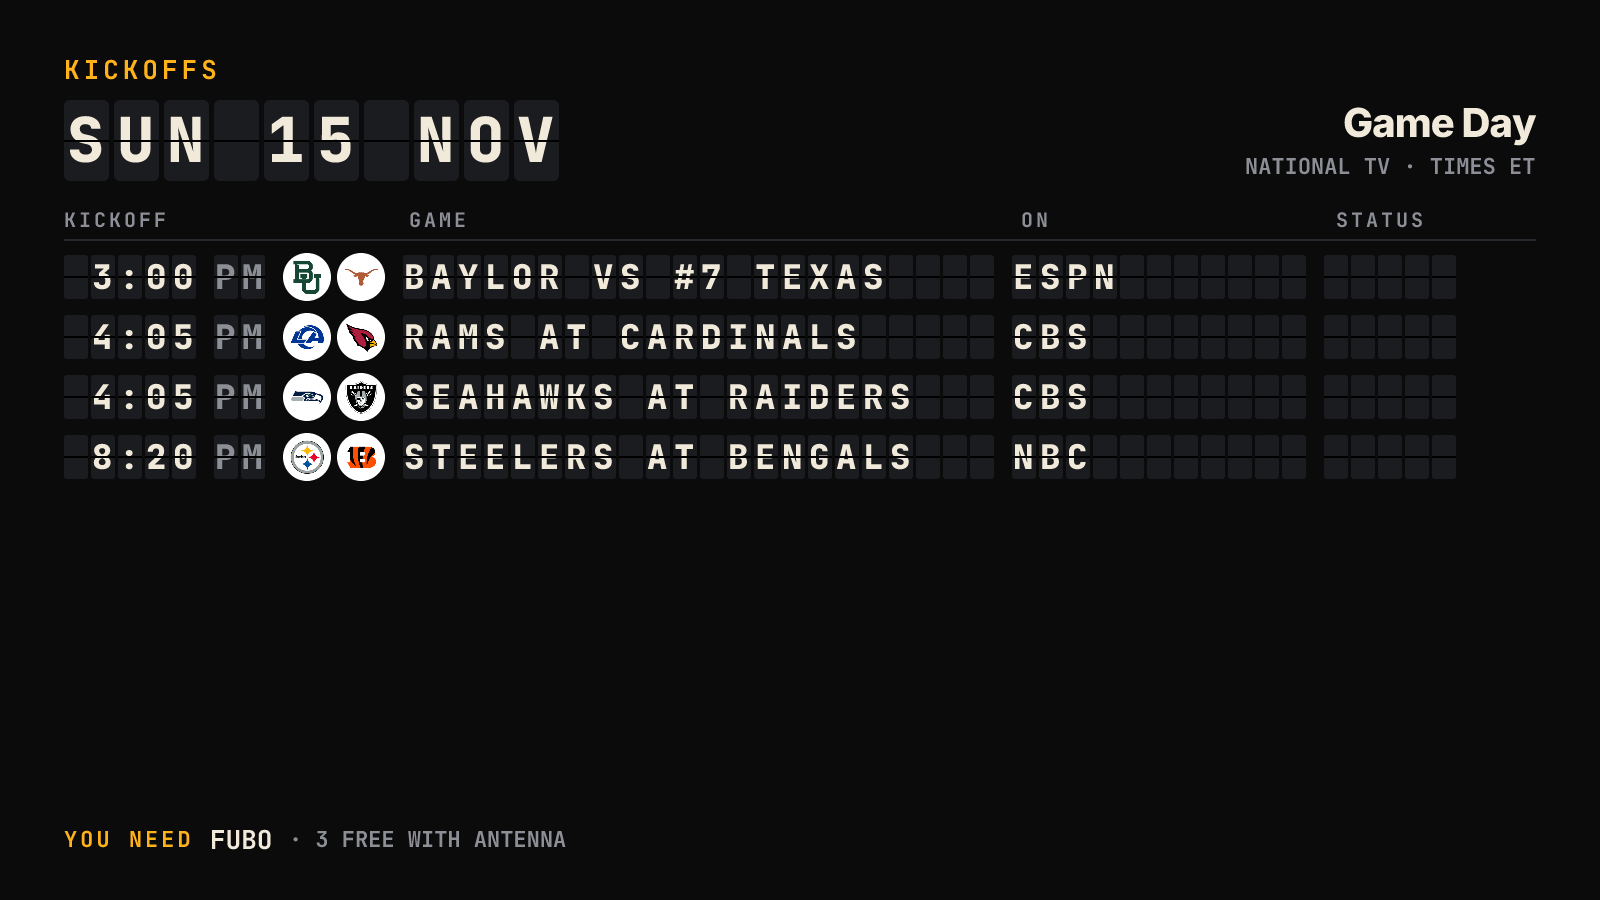 KICKOFFS
SUN 15 NOV
Game Day
NATIONAL TV · TIMES ET
KICKOFF GAME ON STATUS
3:00 PM BAYLOR VS #7 TEXAS ESPN
4:05 PM RAMS AT CARDINALS CBS
4:05 PM SEAHAWKS AT RAIDERS CBS
8:20 PM STEELERS AT BENGALS NBC
YOU NEED FUBO · 3 FREE WITH ANTENNA